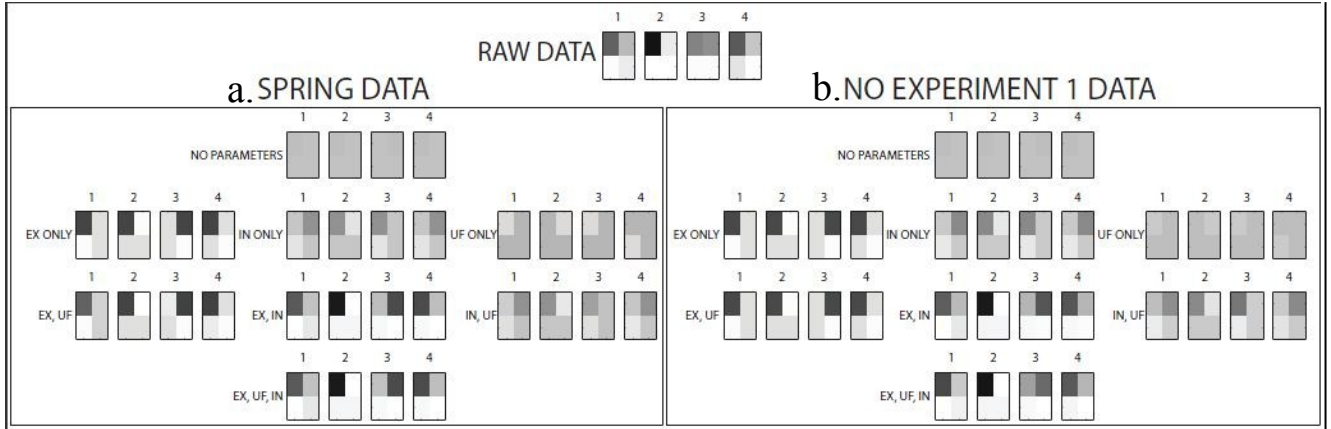 1 2 3 4
RAW DATA
a. SPRING DATA
b. NO EXPERIMENT 1 DATA
1 2 3 4
NO PARAMETERS
1 2 3 4
NO PARAMETERS
1 2 3 4
EX ONLY
1 2 3 4
IN ONLY
1 2 3 4
UF ONLY
1 2 3 4
EX ONLY
1 2 3 4
IN ONLY
1 2 3 4
UF ONLY
1 2 3 4
EX, UF
1 2 3 4
EX, IN
1 2 3 4
IN, UF
1 2 3 4
EX, UF
1 2 3 4
EX, IN
1 2 3 4
IN, UF
1 2 3 4
EX, UF, IN
1 2 3 4
EX, UF, IN